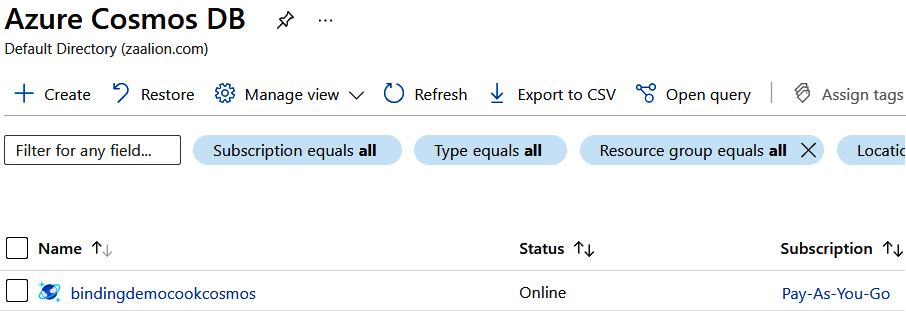 Azure Cosmos DB
Default Directory (zaalion.com)
Create Restore Manage view Refresh Export to CSV Open query Assign tags
Filter for any field... Subscription equals all Type equals all Resource group equals all Locatio
Name Status Subscription
bindingdemocookcosmos Online Pay-As-You-Go